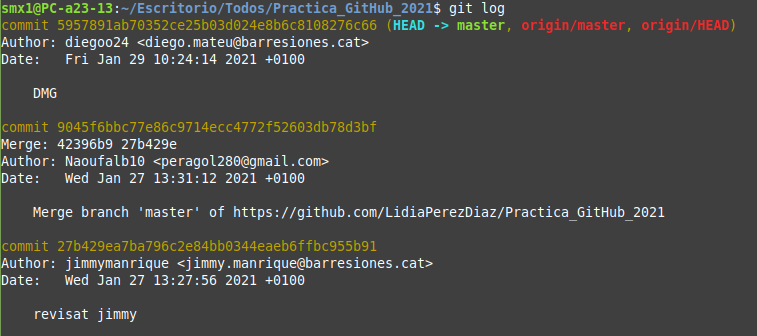 smx1@PC-a23-13:~/Escritorio/Todos/Practica_GitHub_2021$ git log
commit 5957891ab70352ce25b03d024e8b6c8108276c66 (HEAD -> master, origin/master, origin/HEAD)
Author: diegoo24 <diego.mateu@barresiones.cat>
Date:   Fri Jan 29 10:24:14 2021 +0100
DMG
commit 9045f6bbc77e86c9714ecc4772f52603db78d3bf
Merge: 42396b9 27b429e
Author: Naoufalb10 <peragol280@gmail.com>
Date:   Wed Jan 27 13:31:12 2021 +0100
Merge branch 'master' of https://github.com/LidiaPerezDiaz/Practica_GitHub_2021
commit 27b429ea7ba796c2e84bb0344eaeb6ffbc955b91
Author: jimmymanrique <jimmy.manrique@barresiones.cat>
Date:   Wed Jan 27 13:27:56 2021 +0100
revisat jimmy